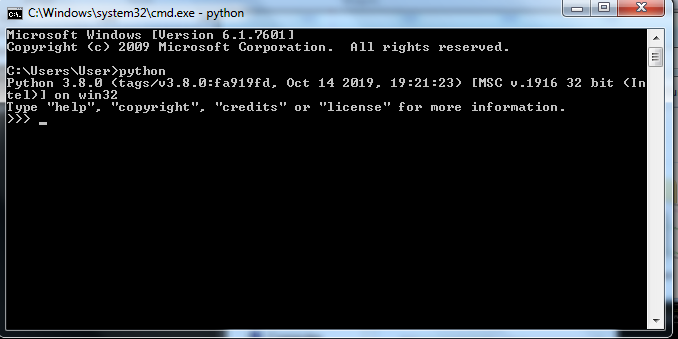 C:\Windows\system32\cmd.exe - python
Microsoft Windows [Version 6.1.7601]
Copyright (c) 2009 Microsoft Corporation.  All rights reserved.
C:\Users\User>python
Python 3.8.0 (tags/v3.8.0:fa919fd, Oct 14 2019, 19:21:23) [MSC v.1916 32 bit (In
tel)] on win32
Type "help", "copyright", "credits" or "license" for more information.
>>> _